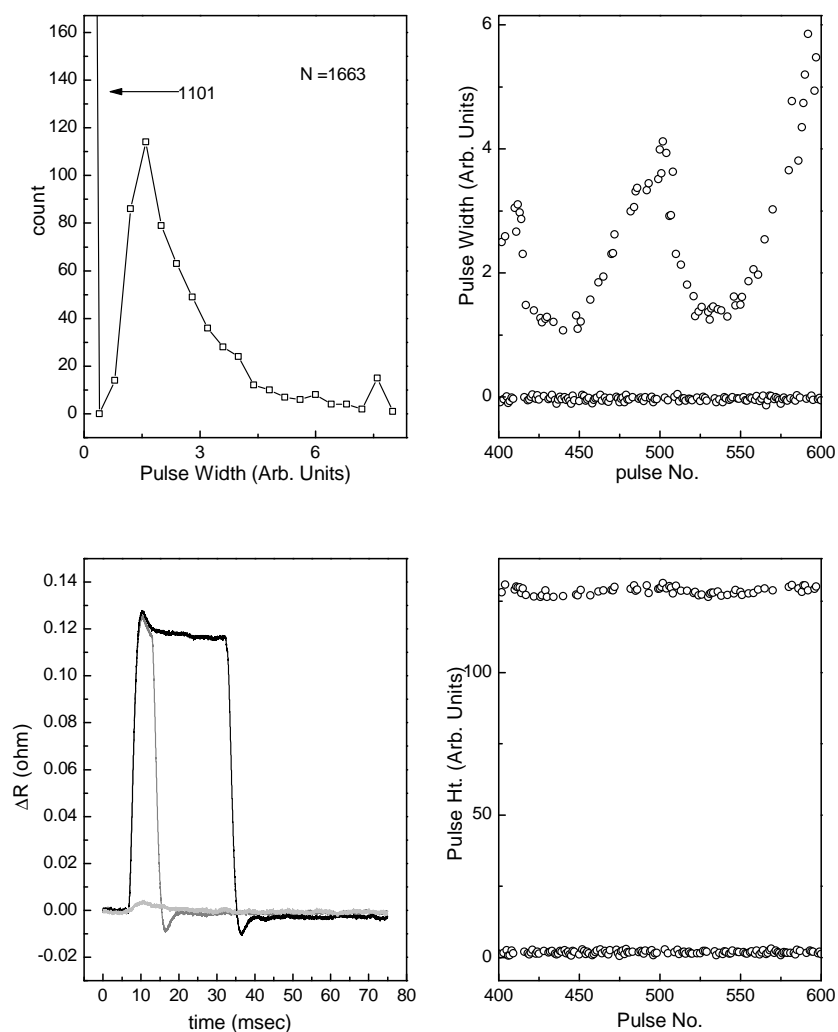 160
140
120
100
80
60
40
20
0
count
N =1663
1101
0 3 6
Pulse Width (Arb. Units)
6
4
2
0
Pulse Width (Arb. Units)
400 450 500 550 600
pulse No.
0.14
0.12
0.10
0.08
0.06
0.04
0.02
0.00
-0.02
ΔR (ohm)
0 10 20 30 40 50 60 70 80
time (msec)
100
50
0
Pulse Ht. (Arb. Units)
400 450 500 550 600
Pulse No.